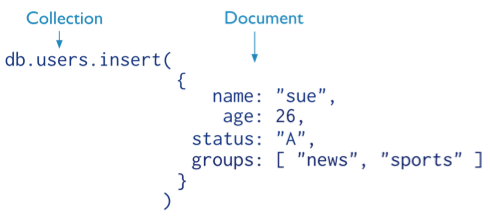 Collection Document
db.users.insert(
{
name: "sue",
age: 26,
status: "A",
groups: [ "news", "sports" ]
}
)